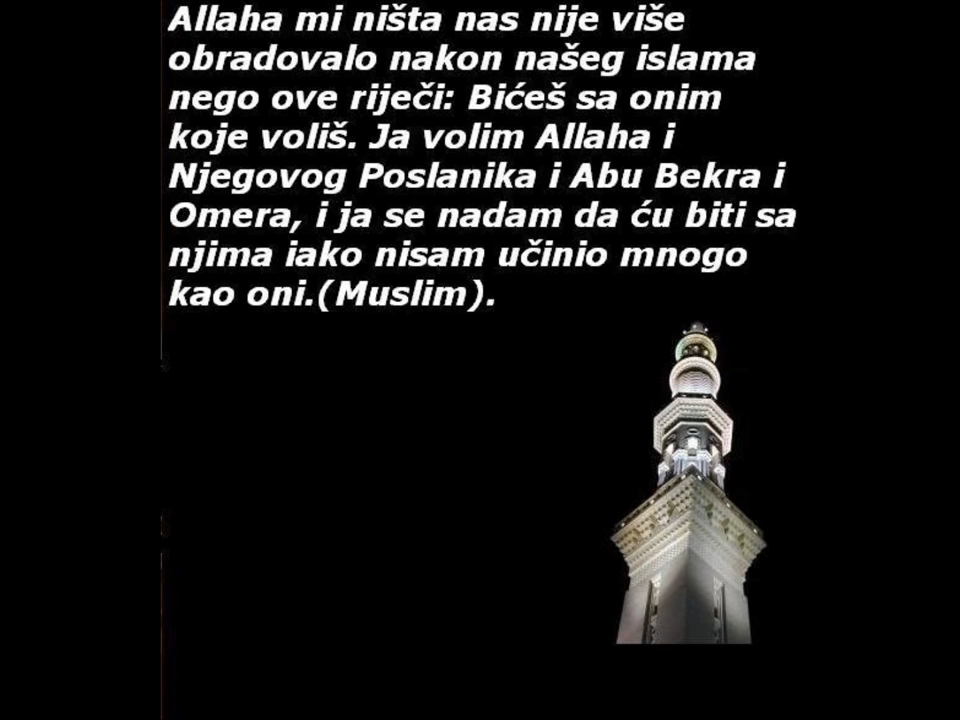 Allaha mi ništa nas nije više
obradovalo nakon našeg islama
nego ove riječi: Bićeš sa onim
koje voliš. Ja volim Allaha i
Njegovog Poslanika i Abu Bekra i
Omera, i ja se nadam da ću biti sa
njima iako nisam učinio mnogo
kao oni.(Muslim).